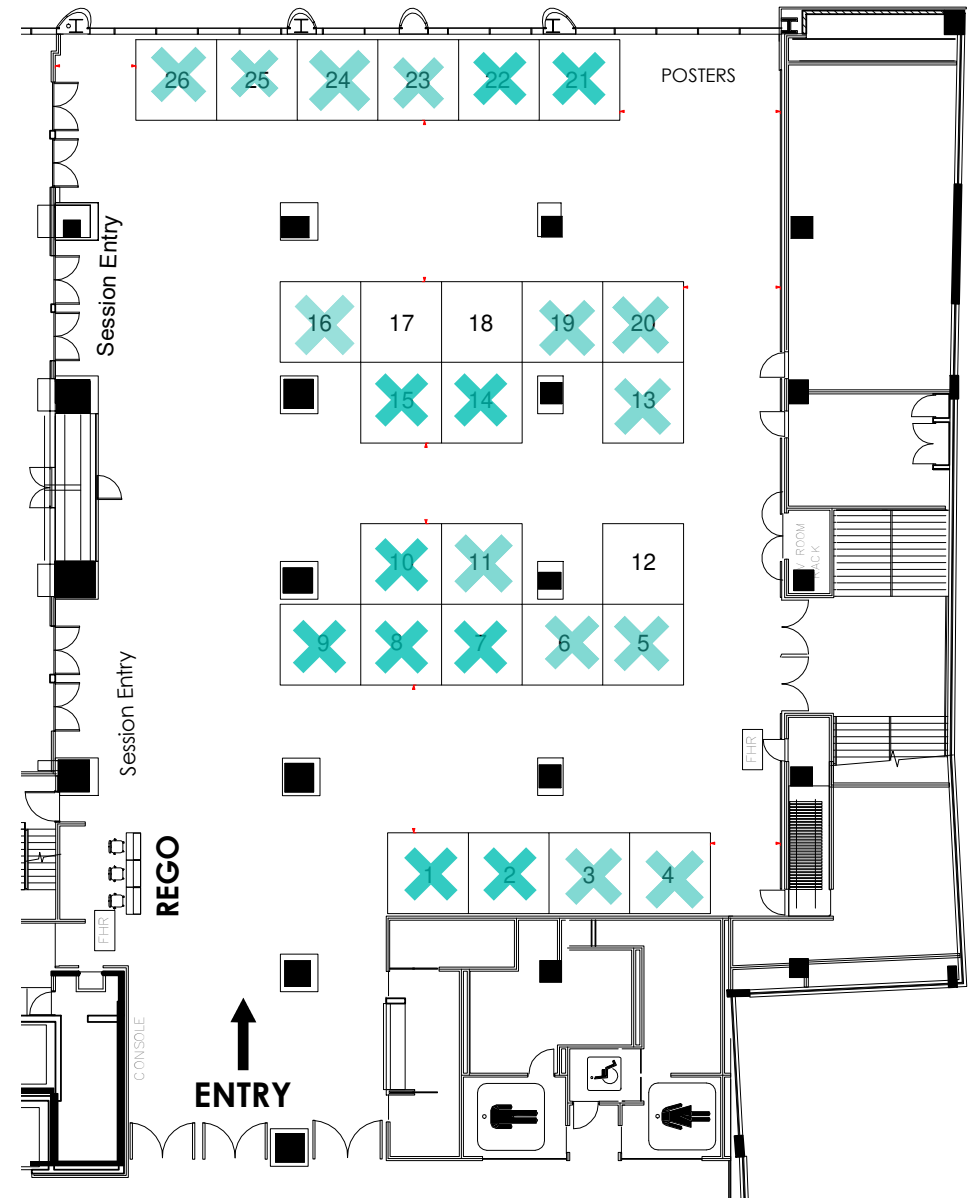 26 25 24 23 22 21
POSTERS
Session Entry
16 17 18 19 20
15 14 13
10 11 12
AV ROOM
RACK
9 8 7 6 5
Session Entry
FHR
1 2 3 4
REGO
FHR
CONSOLE
ENTRY